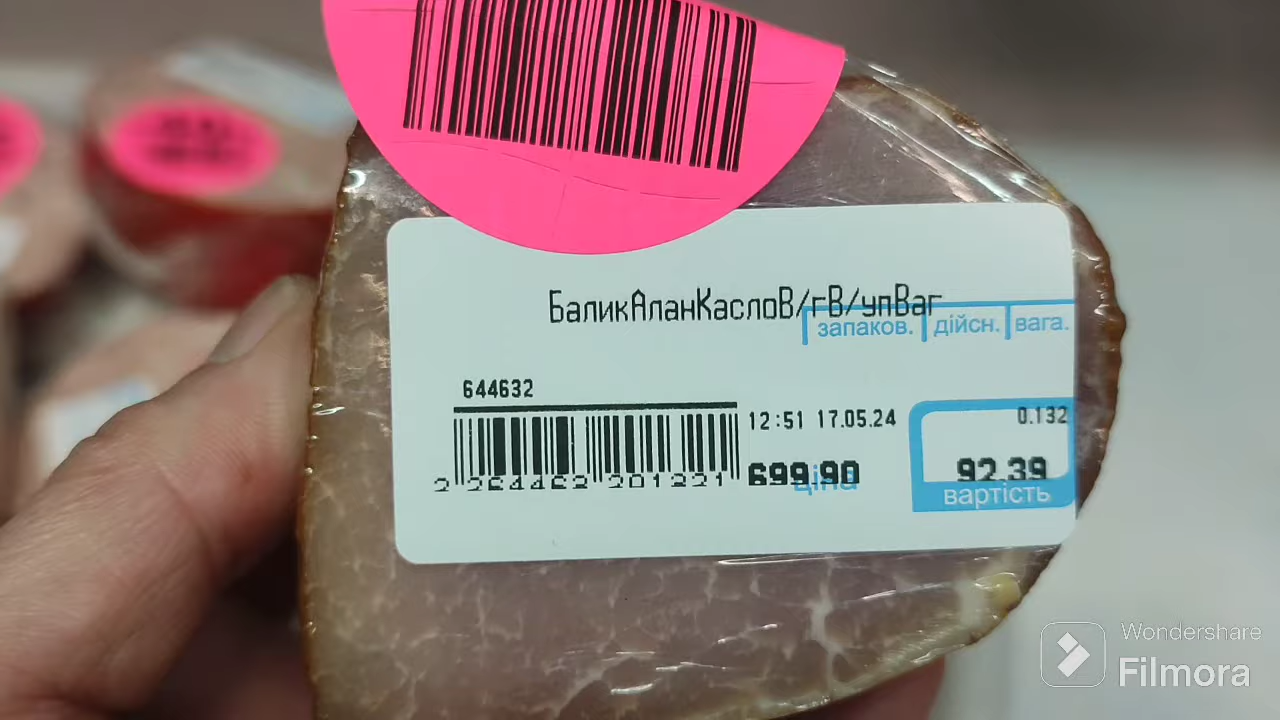 БаликАланКаслоВ/гВ/упВаг
запаков. дійсн. вага.
644632
12:51 17.05.24
0.132
699.90
ціна
92.39
вартість
Wondershare
Filmora